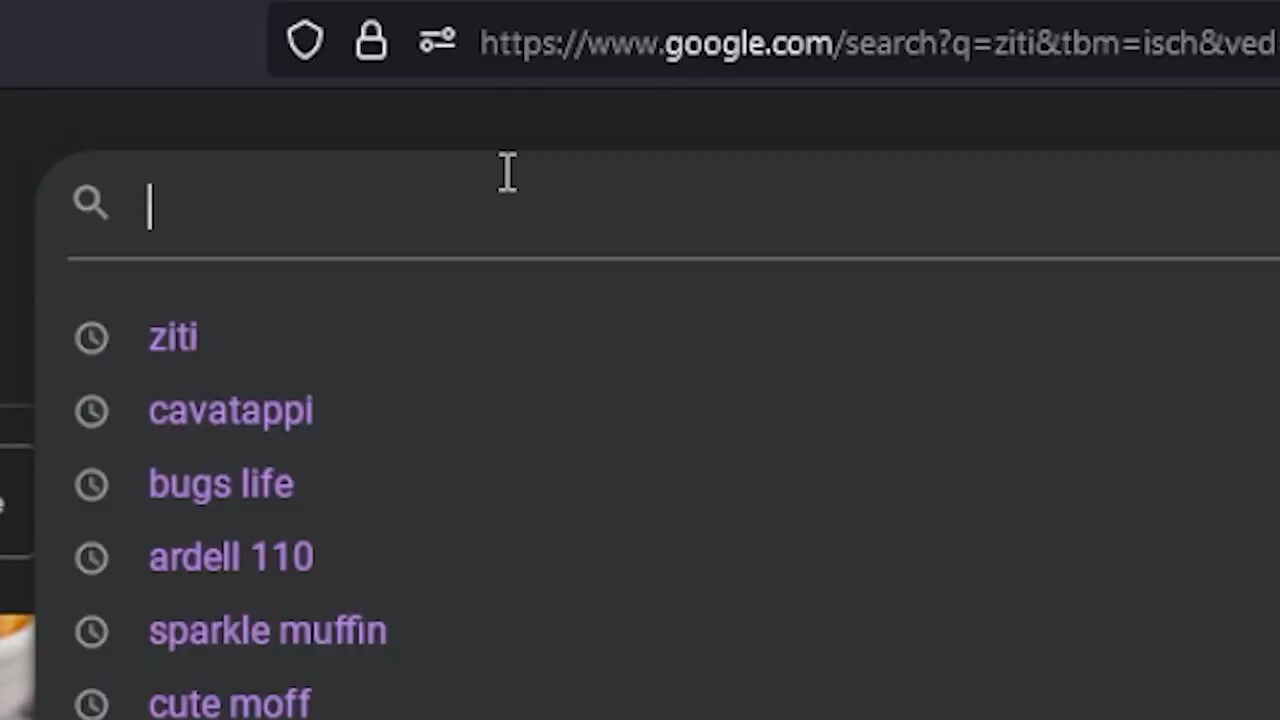 https://www.google.com/search?q=ziti&tbm=isch&ved
ziti
cavatappi
bugs life
ardell 110
sparkle muffin
cute moff